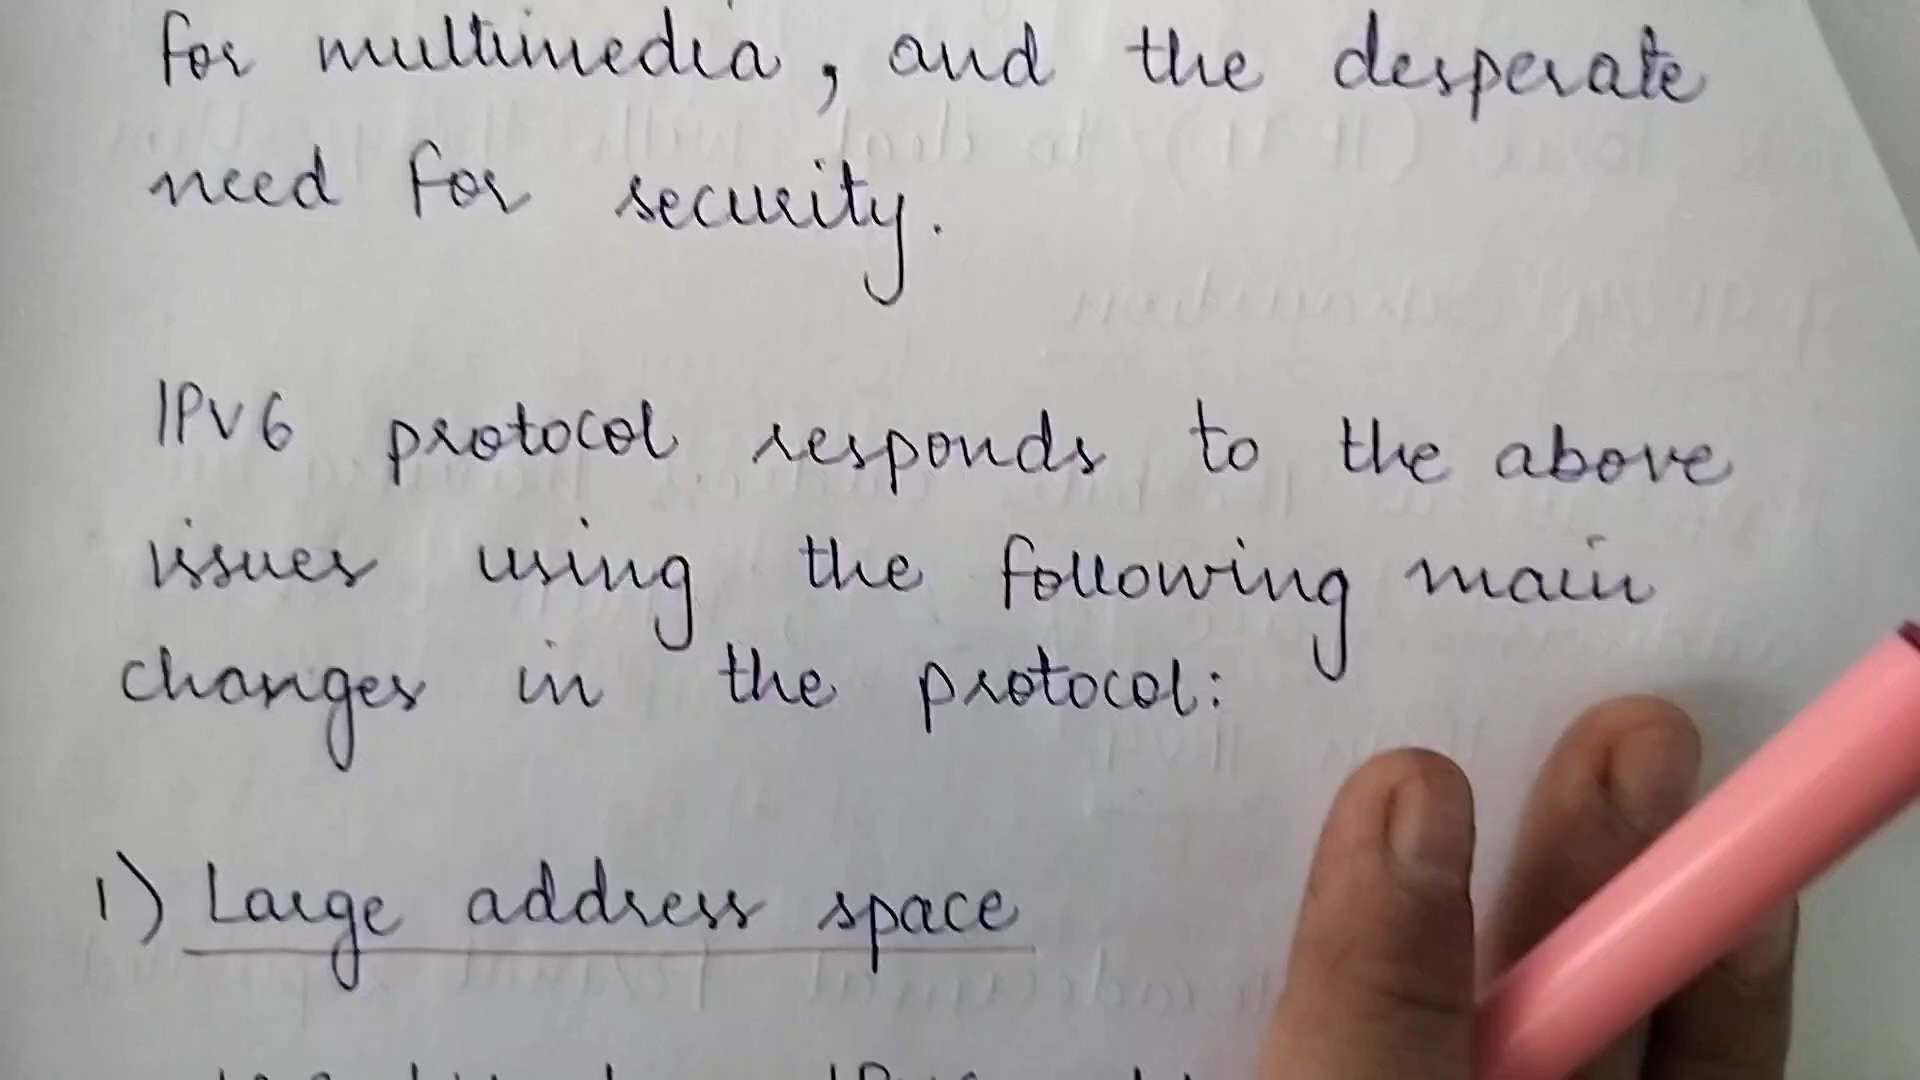 for multimedia, and the desperate
need for security.
IPv6 protocol responds to the above
issues using the following main
changes in the protocol:
1) Large address space